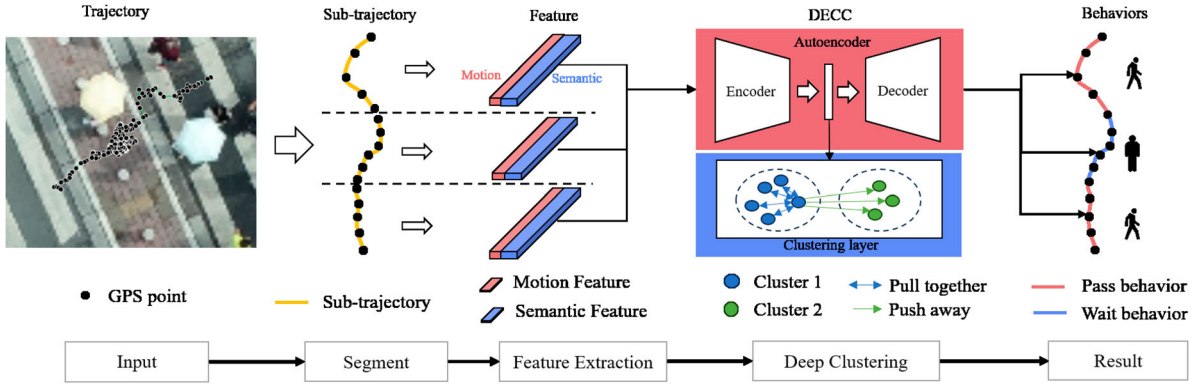 Trajectory
Sub-trajectory
Feature
DECC
Behaviors
Motion
Semantic
Autoencoder
Encoder
Decoder
Clustering layer
GPS point
Sub-trajectory
Motion Feature
Semantic Feature
Cluster 1
Cluster 2
Pull together
Push away
Pass behavior
Wait behavior
Input
Segment
Feature Extraction
Deep Clustering
Result